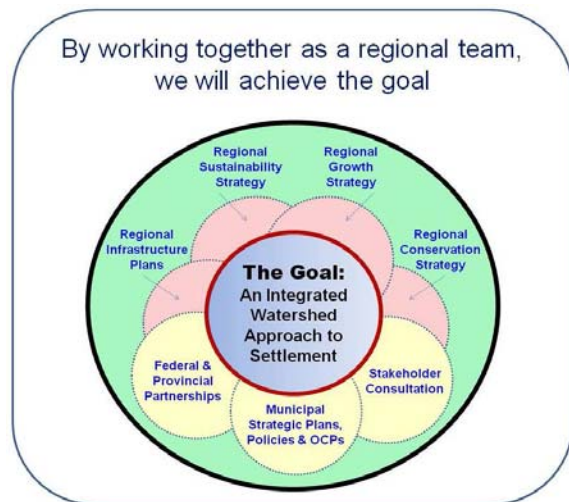 By working together as a regional team,
we will achieve the goal
Regional
Sustainability
Strategy
Regional
Growth
Strategy
Regional
Infrastructure
Plans
Regional
Conservation
Strategy
The Goal:
An Integrated
Watershed
Approach to
Settlement
Federal &
Provincial
Partnerships
Municipal
Strategic Plans,
Policies & OCPs
Stakeholder
Consultation